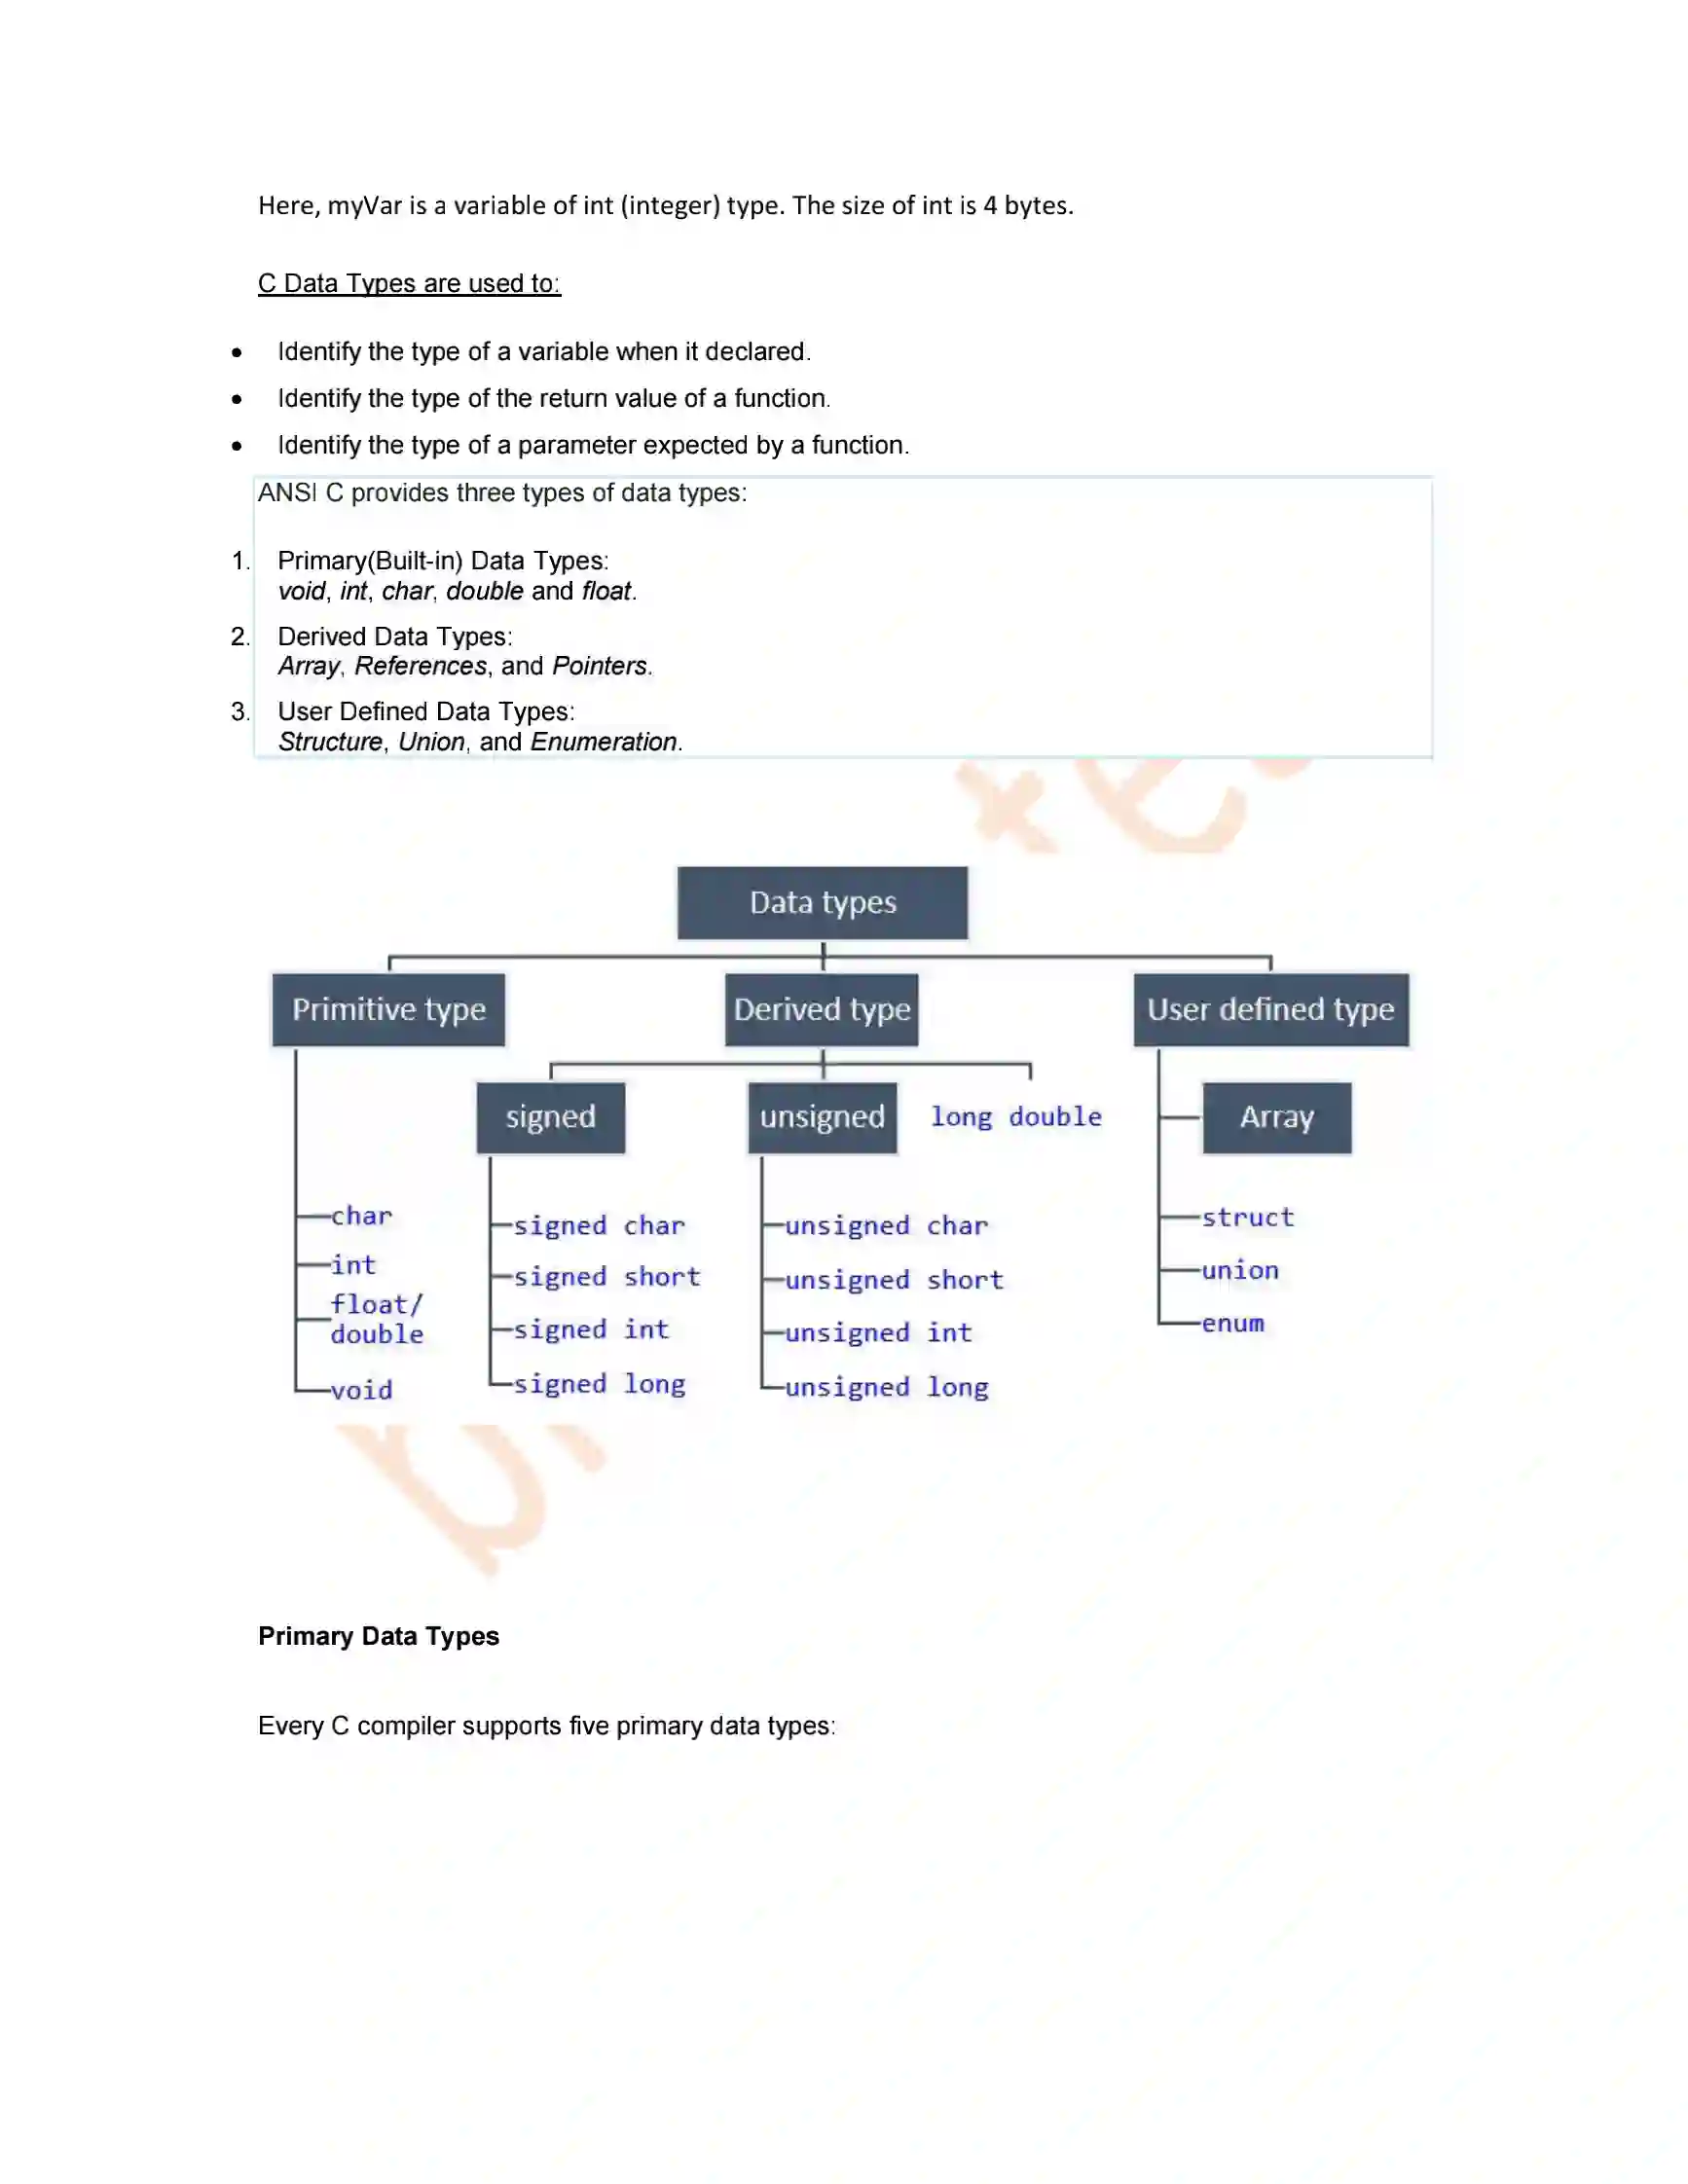 Here, myVar is a variable of int (integer) type. The size of int is 4 bytes.
C Data Types are used to:
• Identify the type of a variable when it declared.
• Identify the type of the return value of a function.
• Identify the type of a parameter expected by a function.
ANSI C provides three types of data types:
1. Primary(Built-in) Data Types:
void, int, char, double and float.
2. Derived Data Types:
Array, References, and Pointers.
3. User Defined Data Types:
Structure, Union, and Enumeration.
Data types
Primitive type
char
int
float/
double
void
Derived type
signed
signed char
signed short
signed int
signed long
unsigned
unsigned char
unsigned short
unsigned int
unsigned long
long double
User defined type
Array
struct
union
enum
Primary Data Types
Every C compiler supports five primary data types: